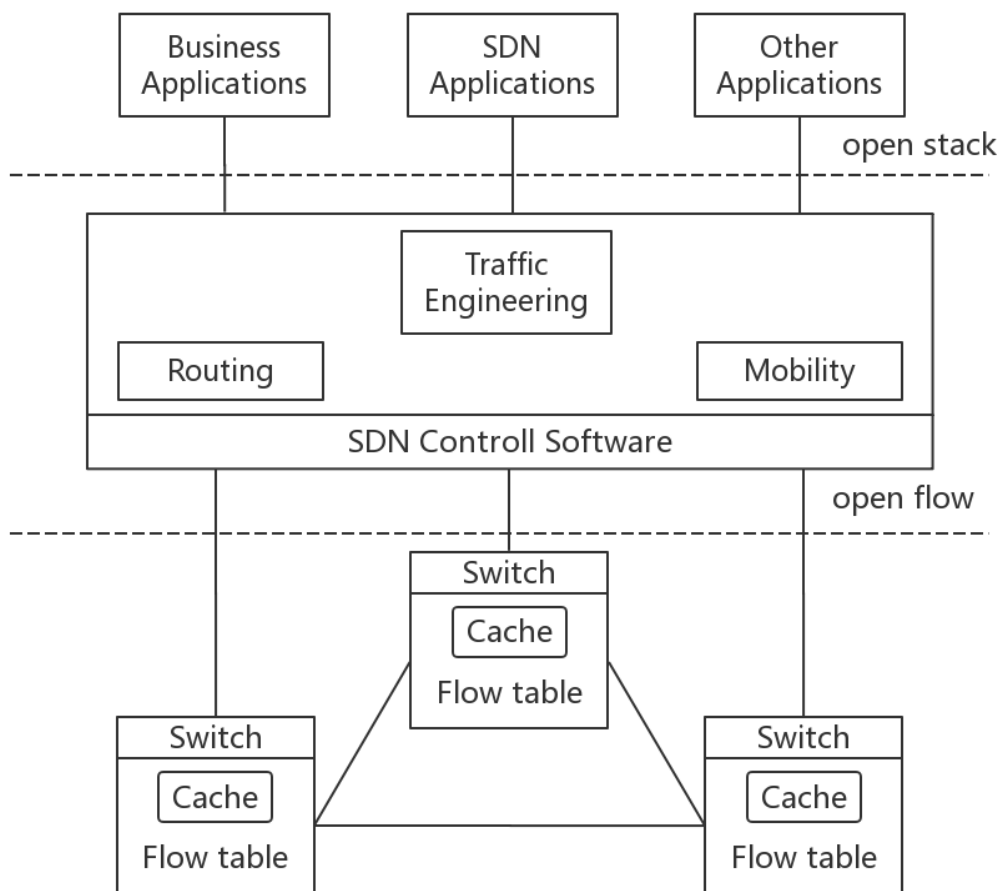 Business
Applications
SDN
Applications
Other
Applications
open stack
Traffic
Engineering
Routing
Mobility
SDN Controll Software
open flow
Switch
Cache
Flow table
Switch
Cache
Flow table
Switch
Cache
Flow table